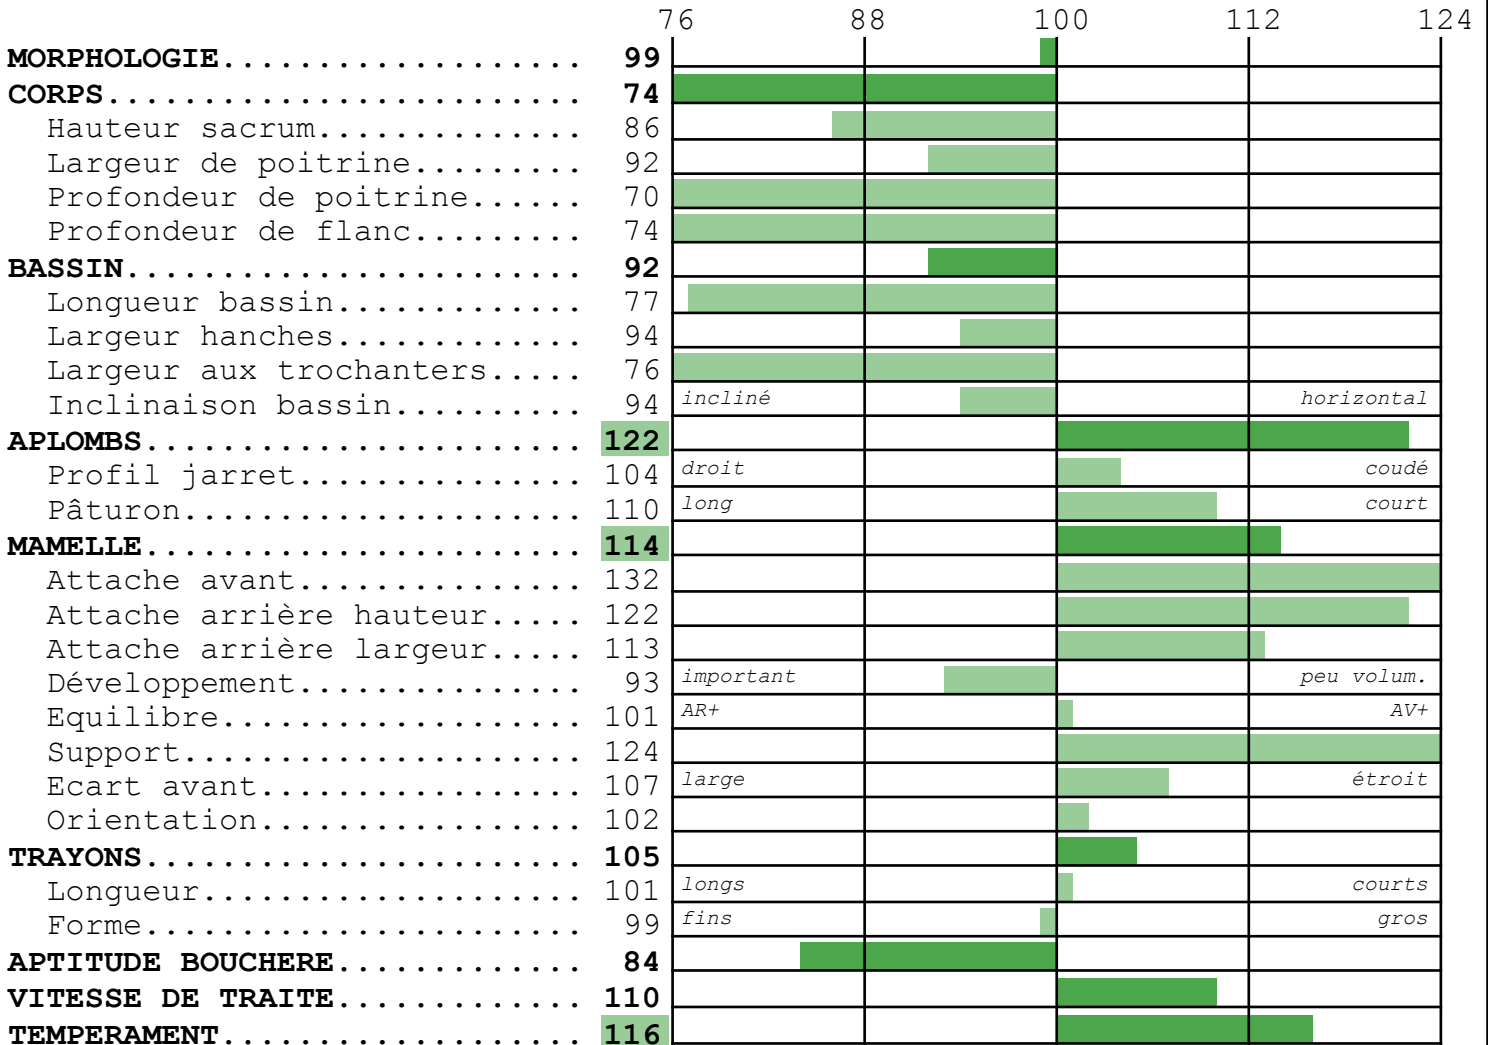 76 88 100 112 124
MORPHOLOGIE................... 99
CORPS......................... 74
Hauteur sacrum.............. 86
Largeur de poitrine......... 92
Profondeur de poitrine...... 70
Profondeur de flanc......... 74
BASSIN........................ 92
Longueur bassin............. 77
Largeur hanches............. 94
Largeur aux trochanters..... 76
Inclinaison bassin.......... 94 incliné horizontal
APLOMBS....................... 122
Profil jarret............... 104 droit coudé
Pâturon..................... 110 long court
MAMELLE....................... 114
Attache avant............... 132
Attache arrière hauteur..... 122
Attache arrière largeur..... 113
Développement............... 93 important peu volum.
Equilibre................... 101 AR+ AV+
Support..................... 124
Ecart avant................. 107 large étroit
Orientation................. 102
TRAYONS....................... 105
Longueur.................... 101 longs courts
Forme....................... 99 fins gros
APTITUDE BOUCHERE............. 84
VITESSE DE TRAITE............. 110
TEMPERAMENT................... 116